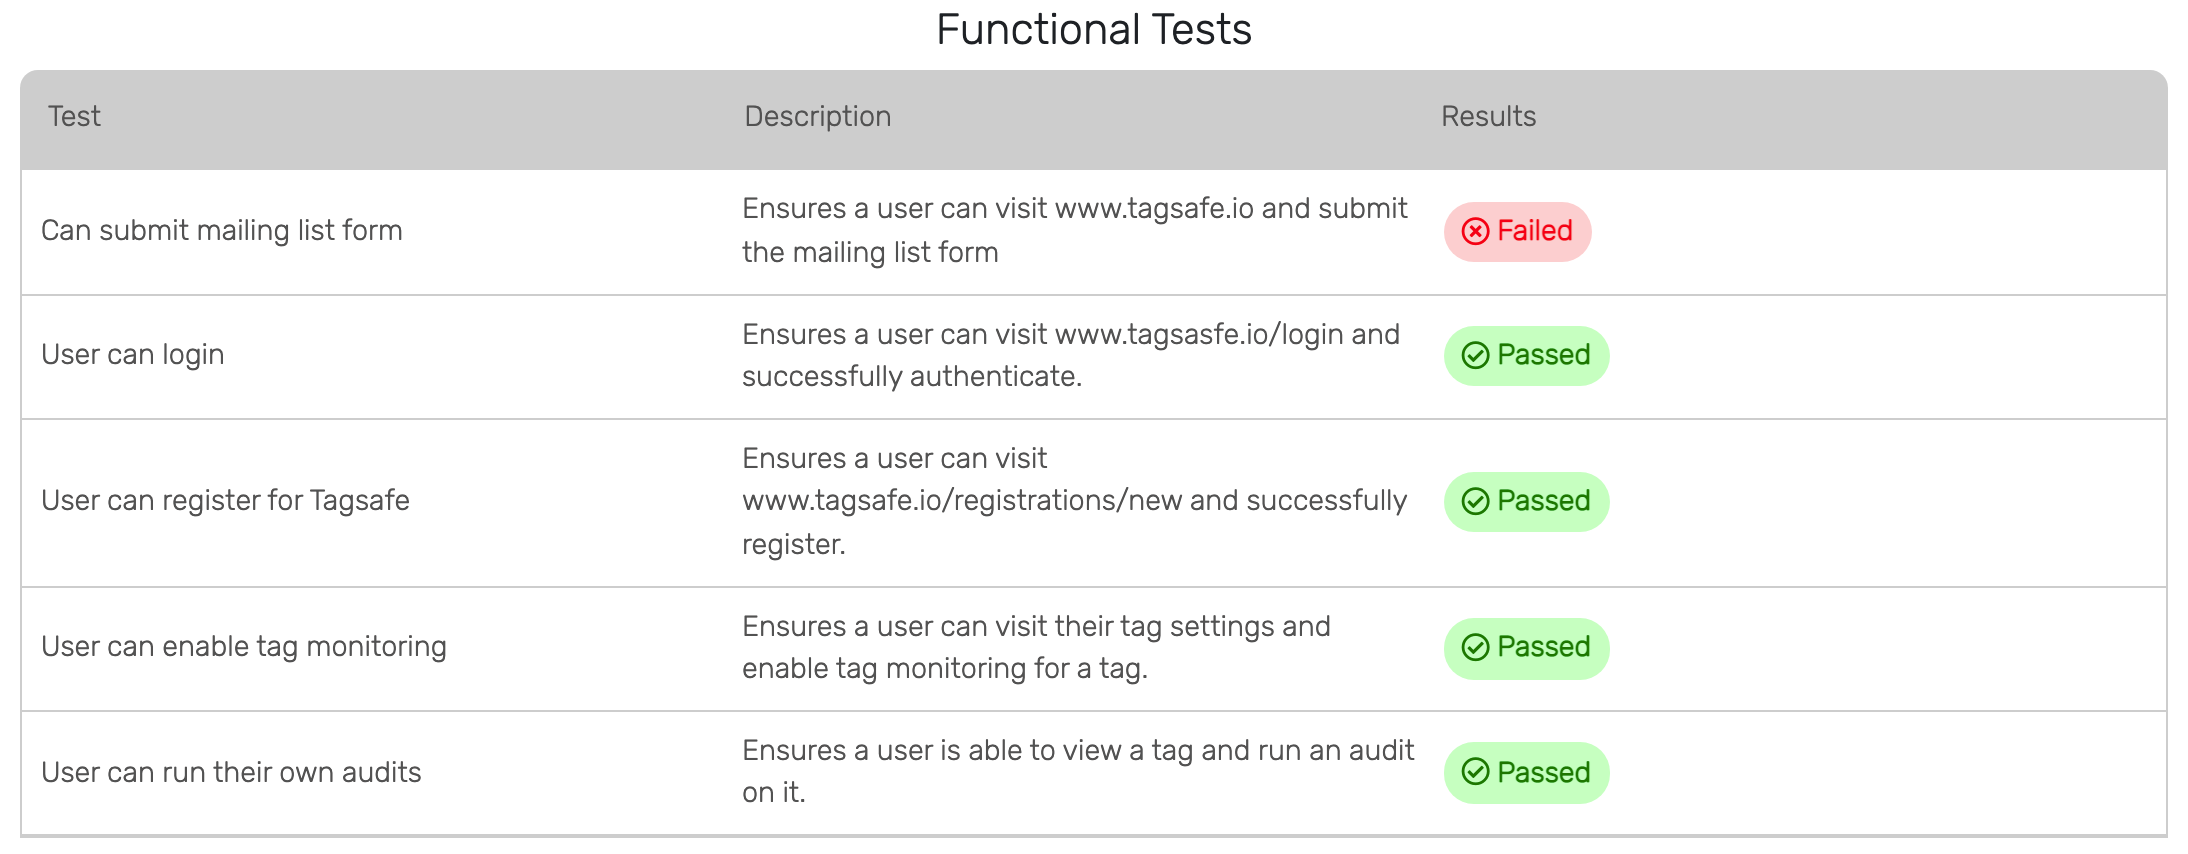 Functional Tests
Test Description Results
Can submit mailing list form
Ensures a user can visit www.tagsafe.io and submit
the mailing list form
Failed
User can login
Ensures a user can visit www.tagsasfe.io/login and
successfully authenticate.
Passed
User can register for Tagsafe
Ensures a user can visit
www.tagsafe.io/registrations/new and successfully
register.
Passed
User can enable tag monitoring
Ensures a user can visit their tag settings and
enable tag monitoring for a tag.
Passed
User can run their own audits
Ensures a user is able to view a tag and run an audit
on it.
Passed